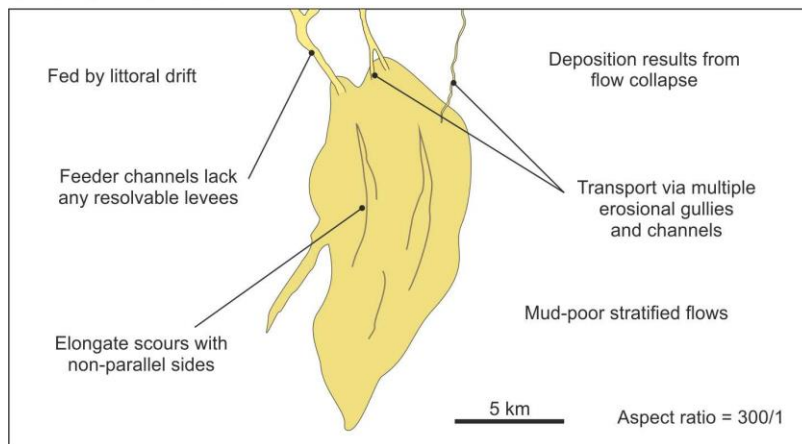 Fed by littoral drift
Deposition results from
flow collapse
Feeder channels lack
any resolvable levees
Transport via multiple
erosional gullies
and channels
Elongate scours with
non-parallel sides
Mud-poor stratified flows
5 km
Aspect ratio = 300/1